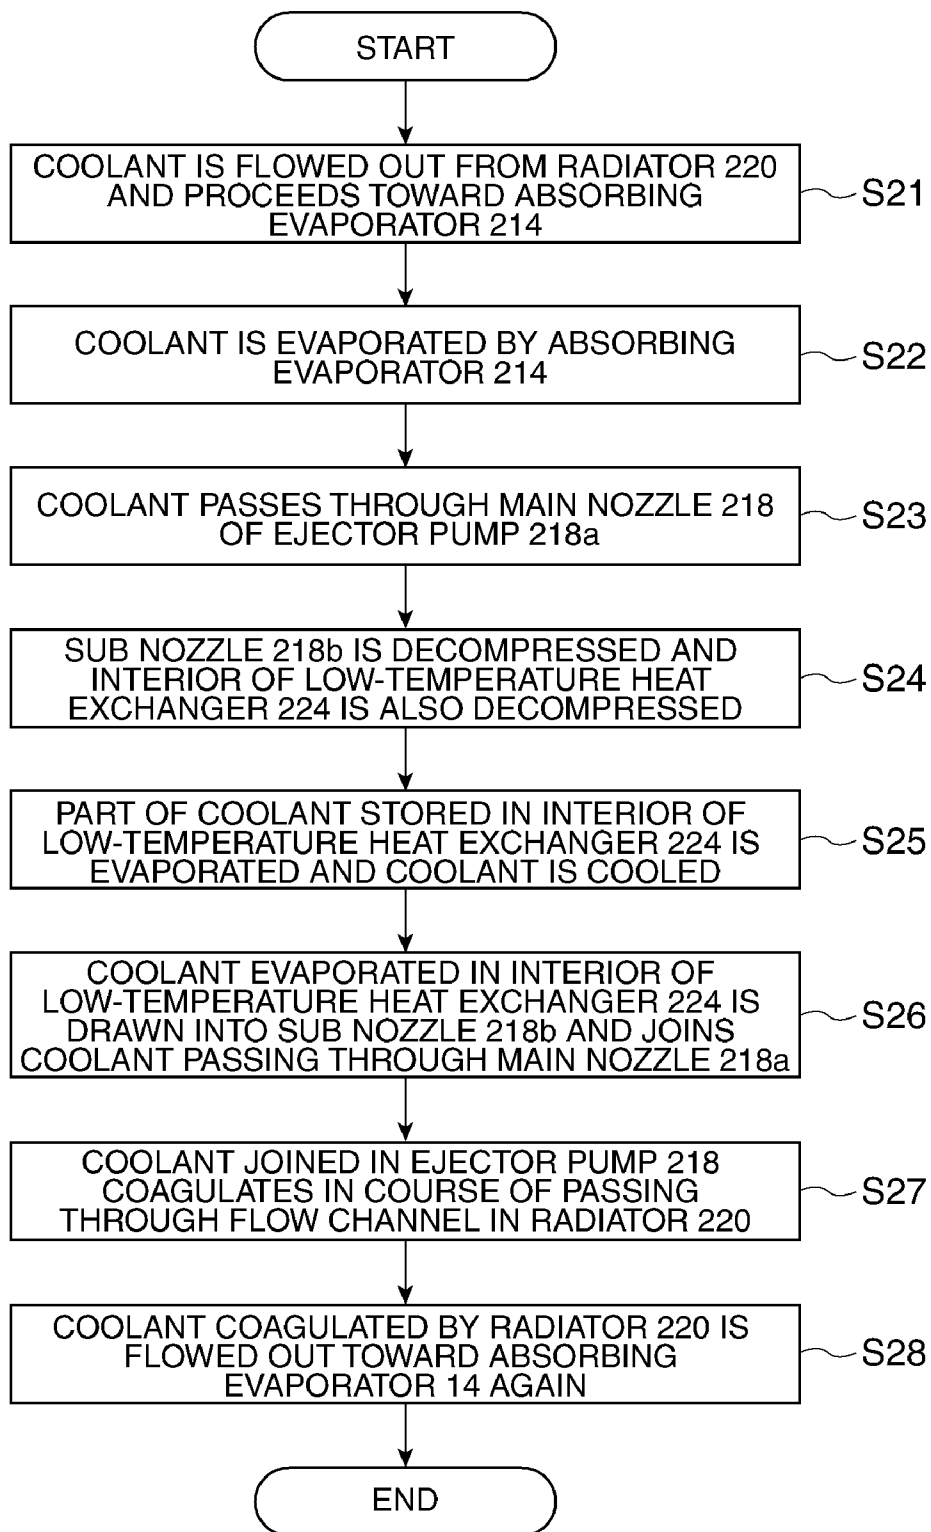 START
COOLANT IS FLOWED OUT FROM RADIATOR 220
AND PROCEEDS TOWARD ABSORBING
EVAPORATOR 214
S21
COOLANT IS EVAPORATED BY ABSORBING
EVAPORATOR 214
S22
COOLANT PASSES THROUGH MAIN NOZZLE 218
OF EJECTOR PUMP 218a
S23
SUB NOZZLE 218b IS DECOMPRESSED AND
INTERIOR OF LOW-TEMPERATURE HEAT
EXCHANGER 224 IS ALSO DECOMPRESSED
S24
PART OF COOLANT STORED IN INTERIOR OF
LOW-TEMPERATURE HEAT EXCHANGER 224 IS
EVAPORATED AND COOLANT IS COOLED
S25
COOLANT EVAPORATED IN INTERIOR OF
LOW-TEMPERATURE HEAT EXCHANGER 224 IS
DRAWN INTO SUB NOZZLE 218b AND JOINS
COOLANT PASSING THROUGH MAIN NOZZLE 218a
S26
COOLANT JOINED IN EJECTOR PUMP 218
COAGULATES IN COURSE OF PASSING
THROUGH FLOW CHANNEL IN RADIATOR 220
S27
COOLANT COAGULATED BY RADIATOR 220 IS
FLOWED OUT TOWARD ABSORBING
EVAPORATOR 14 AGAIN
S28
END